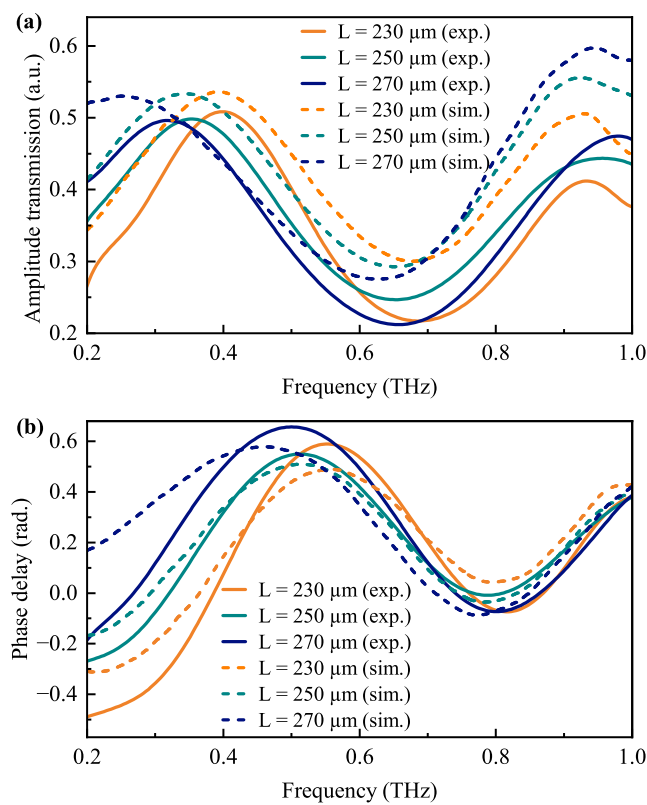 (a)
0.6
0.5
0.4
0.3
0.2
Amplitude transmission (a.u.)
L = 230 µm (exp.)
L = 250 µm (exp.)
L = 270 µm (exp.)
L = 230 µm (sim.)
L = 250 µm (sim.)
L = 270 µm (sim.)
0.2 0.4 0.6 0.8 1.0
Frequency (THz)
(b)
0.6
0.4
0.2
0.0
−0.2
−0.4
Phase delay (rad.)
L = 230 µm (exp.)
L = 250 µm (exp.)
L = 270 µm (exp.)
L = 230 µm (sim.)
L = 250 µm (sim.)
L = 270 µm (sim.)
0.2 0.4 0.6 0.8 1.0
Frequency (THz)